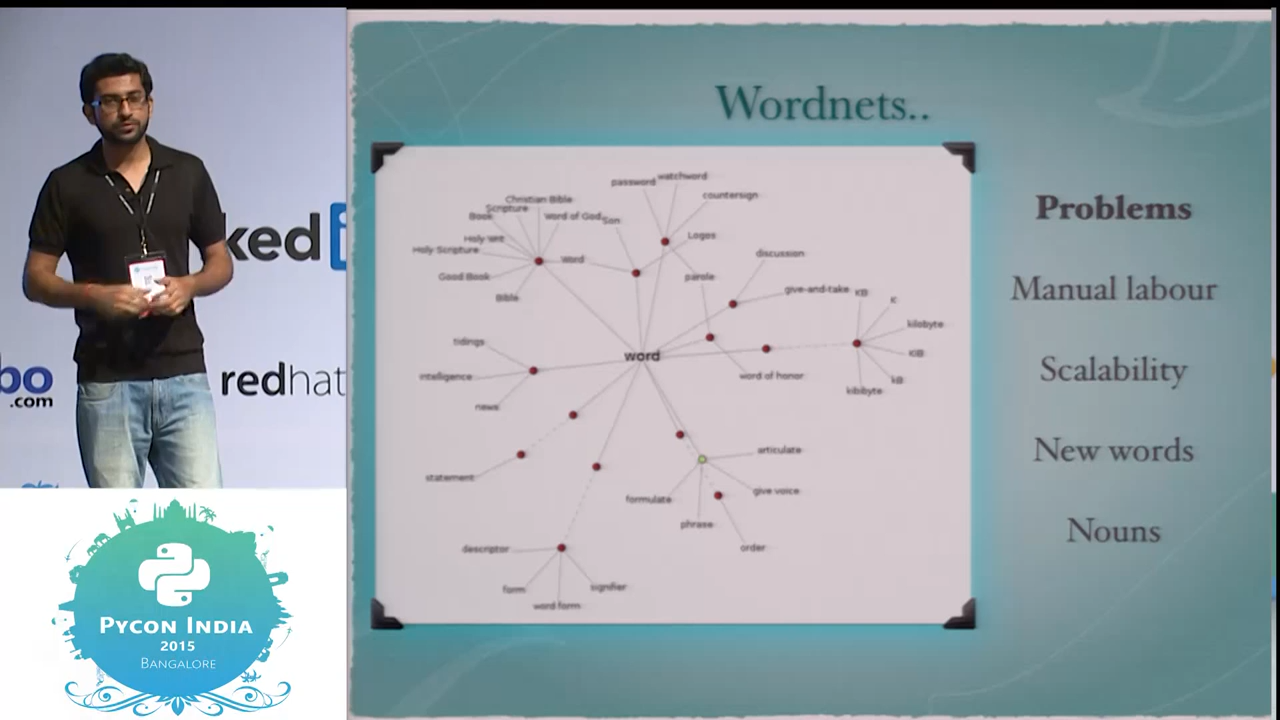 ked
bo
.com
redhat
PYCON INDIA
2015
BANGALORE
Wordnets..
password
watchword
countersign
Christian Bible
Scripture
Book
Word of God
Son
Holy Writ
Logos
Holy Scripture
Word
discussion
Good Book
parole
Bible
give-and-take
KB
K
kilobyte
tidings
word
KiB
intelligence
word of honor
kB
kibibyte
news
articulate
statement
give voice
formulate
phrase
order
descriptor
form
signifier
word form
Problems
Manual labour
Scalability
New words
Nouns